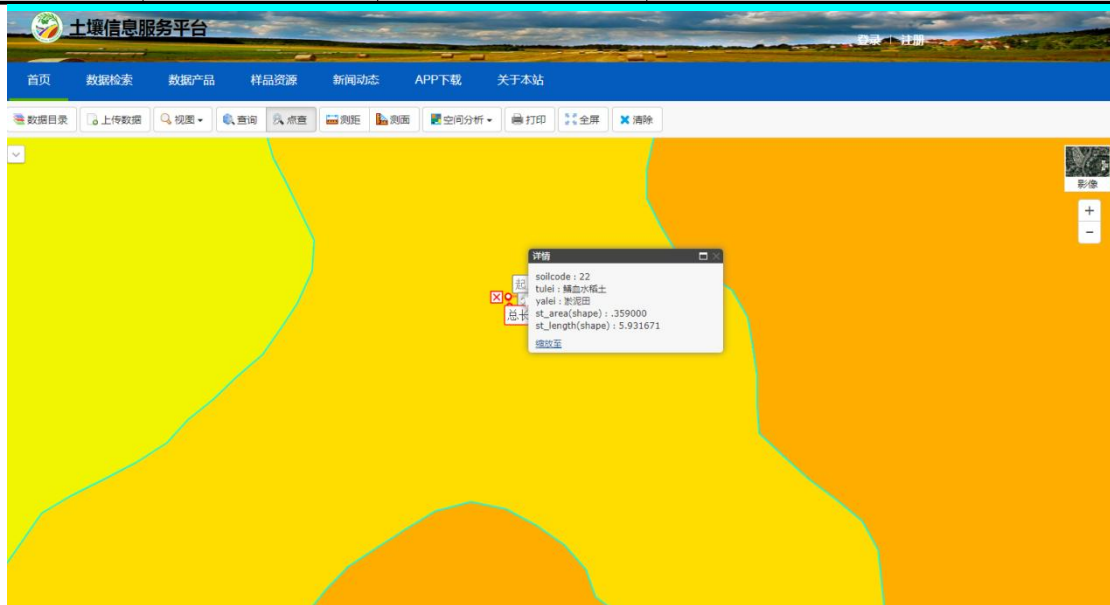 土壤信息服务平台
登录 | 注册
首页 数据检索 数据产品 样品资源 新闻动态 APP下载 关于本站
数据目录 上传数据 视图 查询 点查 测距 测面 空间分析 打印 全屏 清除
影像
+
−
详情
起
总长
soilcode : 22
tulei : 鳝血水稻土
yalei : 淤泥田
st_area(shape) : .359000
st_length(shape) : 5.931671
缩放至